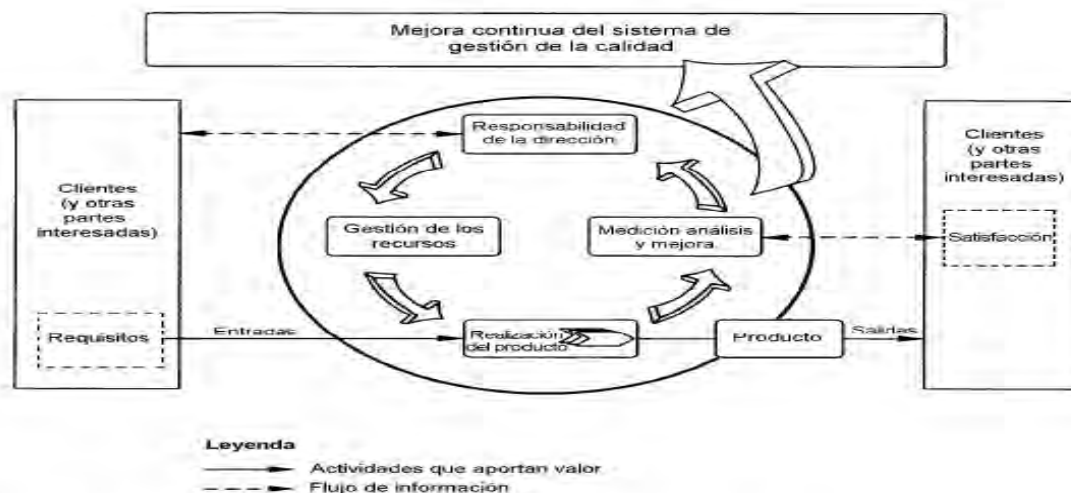 Mejora continua del sistema de
gestión de la calidad
Responsabilidad
de la dirección
Clientes
(y otras
partes
interesadas)
Clientes
(y otras
partes
interesadas)
Gestión de los
recursos
Medición análisis
y mejora
Satisfacción
Requisitos
Entradas
Realización
del producto
Producto
Salidas
Leyenda
Actividades que aportan valor
Flujo de información